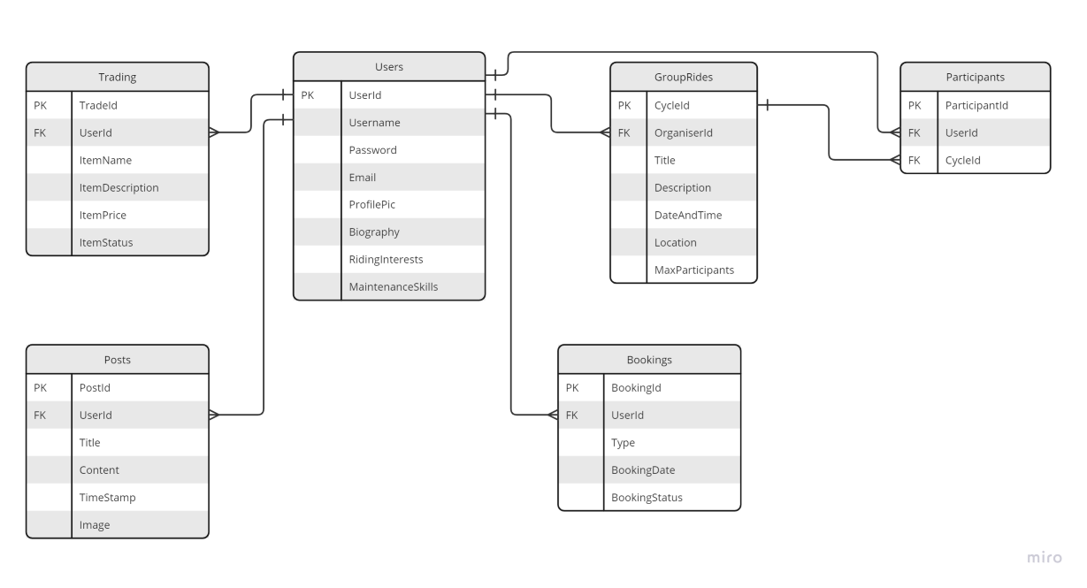 Trading
PK TradeId
FK UserId
ItemName
ItemDescription
ItemPrice
ItemStatus
Users
PK UserId
Username
Password
Email
ProfilePic
Biography
RidingInterests
MaintenanceSkills
GroupRides
PK CycleId
FK OrganiserId
Title
Description
DateAndTime
Location
MaxParticipants
Participants
PK ParticipantId
FK UserId
FK CycleId
Posts
PK PostId
FK UserId
Title
Content
TimeStamp
Image
Bookings
PK BookingId
FK UserId
Type
BookingDate
BookingStatus
miro